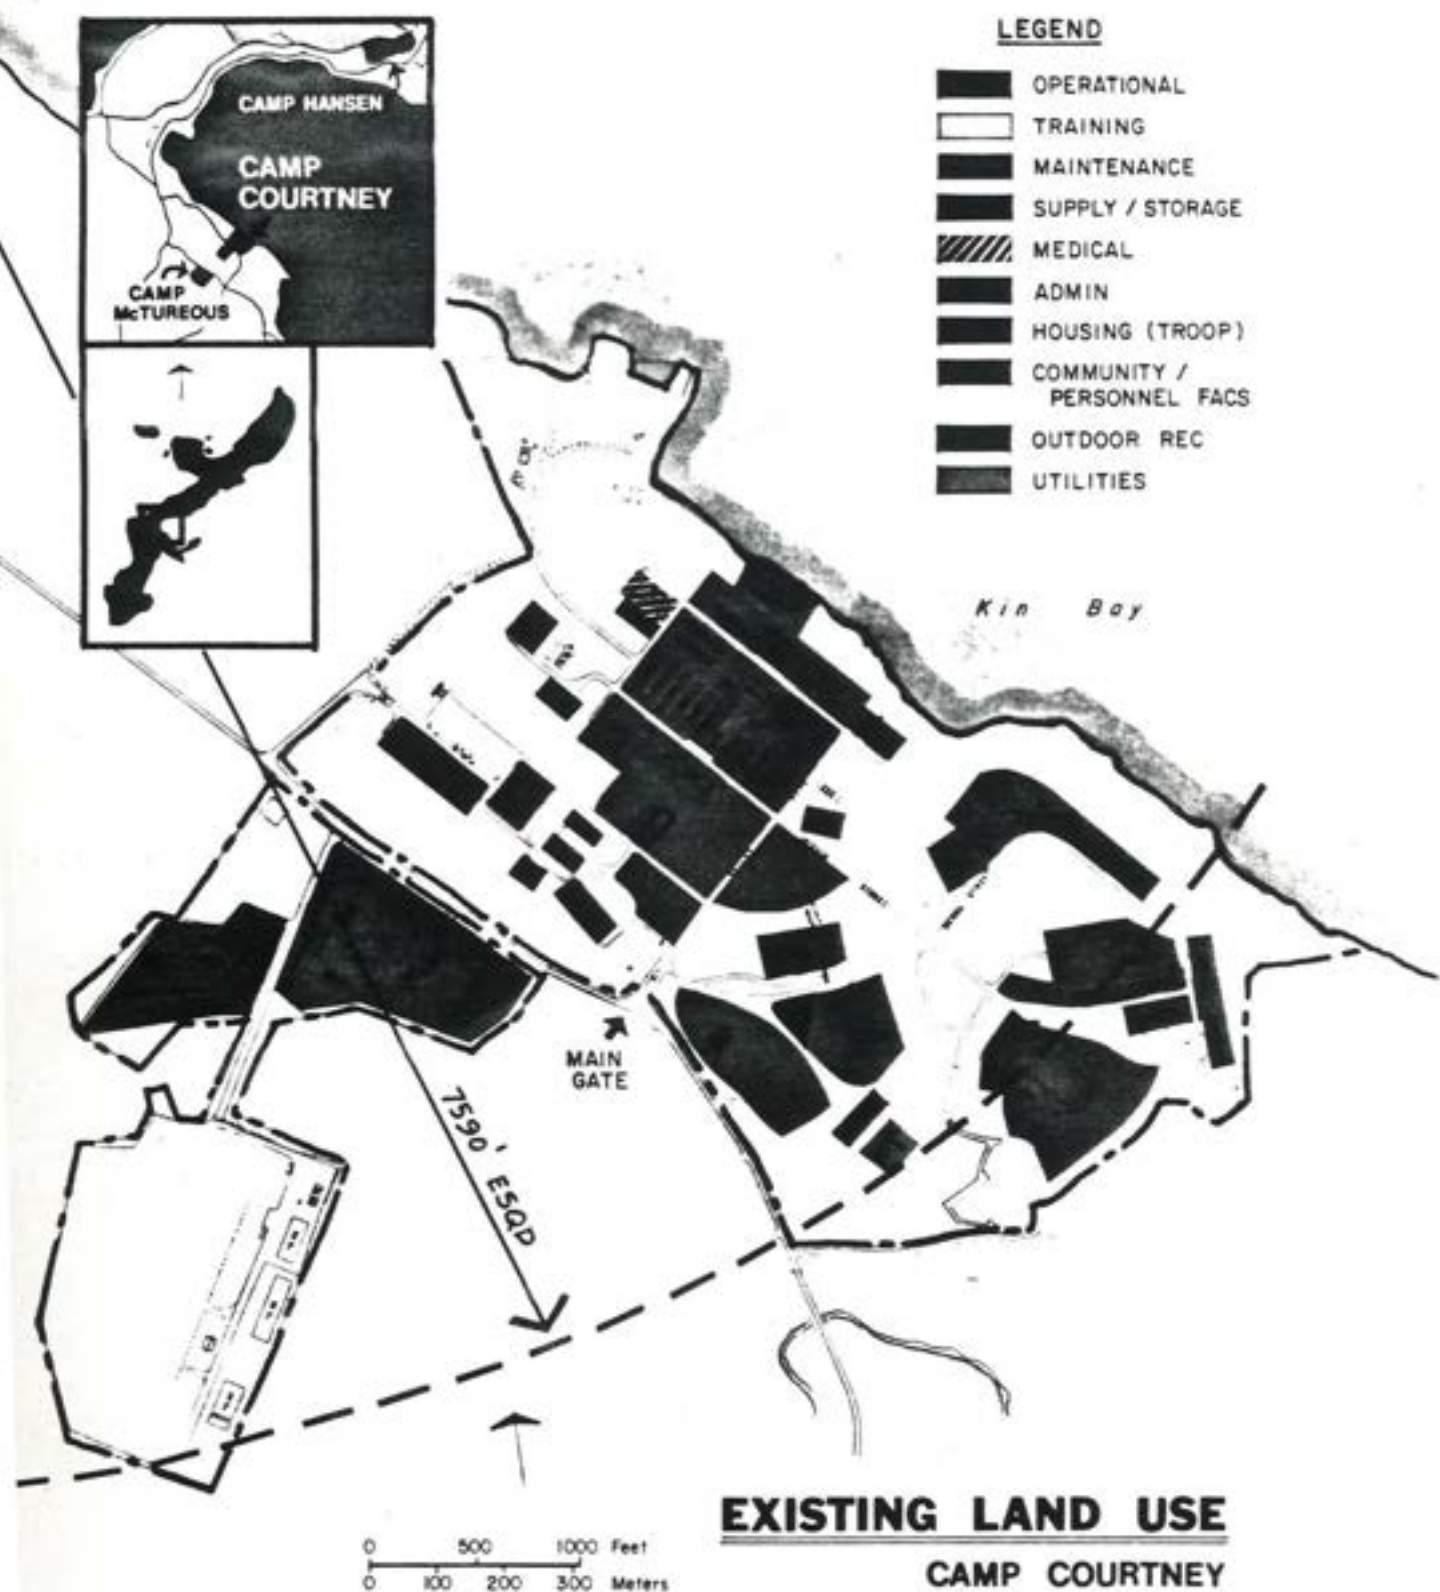 CAMP HANSEN
CAMP
COURTNEY
CAMP
McTUREOUS
LEGEND
OPERATIONAL
TRAINING
MAINTENANCE
SUPPLY / STORAGE
MEDICAL
ADMIN
HOUSING (TROOP)
COMMUNITY /
PERSONNEL FACS
OUTDOOR REC
UTILITIES
Kin Bay
MAIN
GATE
7590' ESQD
0 500 1000 Feet
0 100 200 300 Meters
EXISTING LAND USE
CAMP COURTNEY